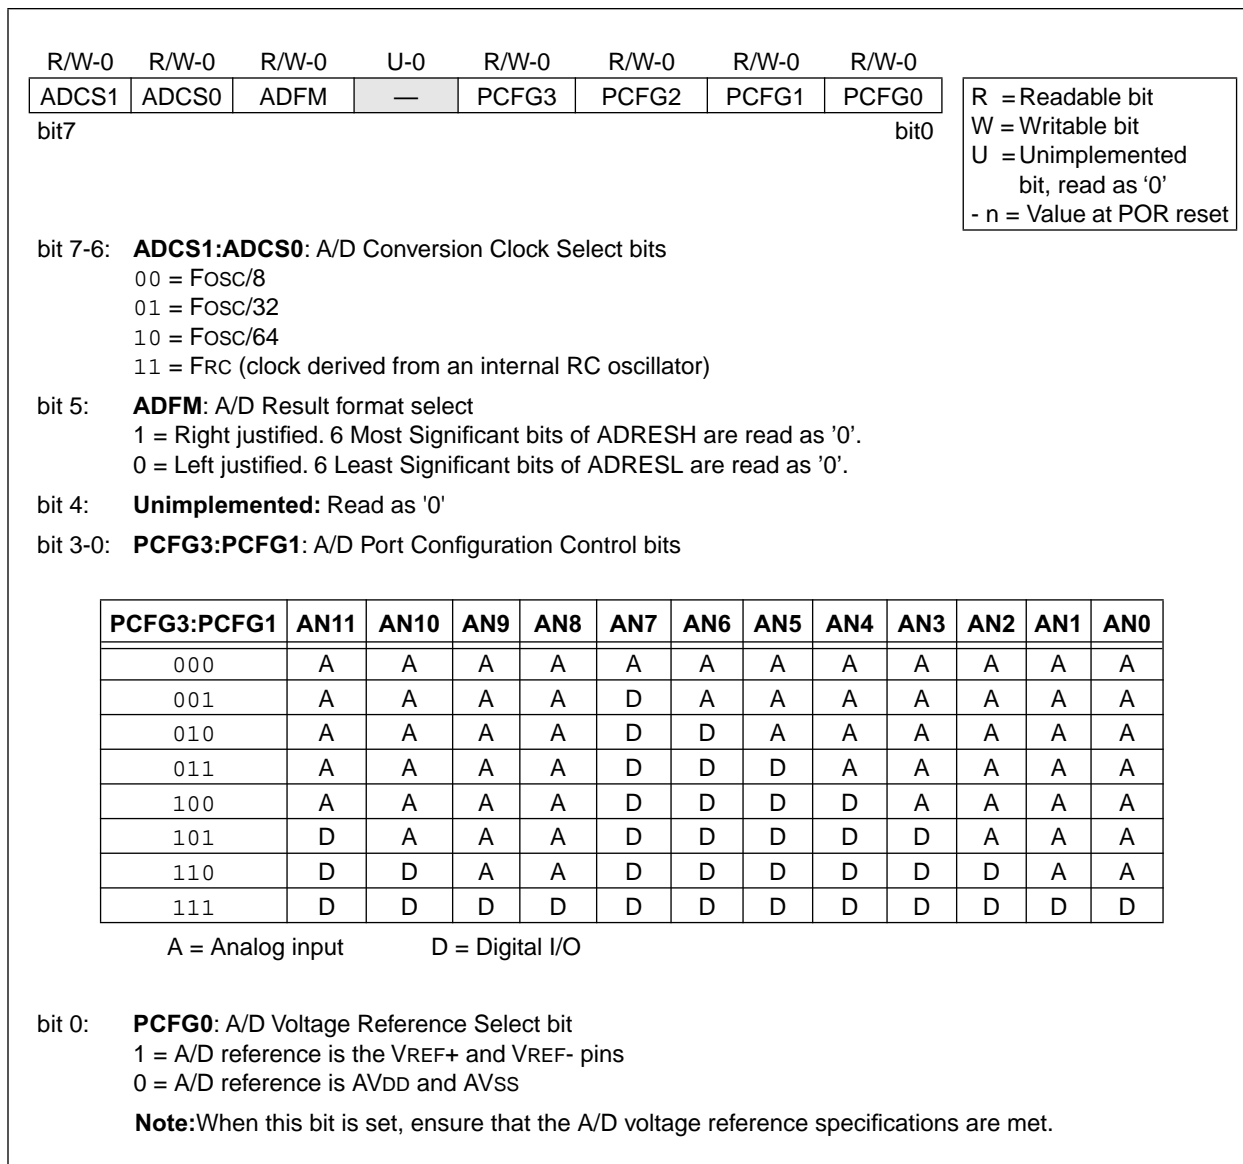 R/W-0 R/W-0 R/W-0 U-0 R/W-0 R/W-0 R/W-0 R/W-0
ADCS1 ADCS0 ADFM — PCFG3 PCFG2 PCFG1 PCFG0
bit7 bit0
R = Readable bit
W = Writable bit
U = Unimplemented
bit, read as ‘0’
- n = Value at POR reset
bit 7-6: ADCS1:ADCS0: A/D Conversion Clock Select bits
00 = FOSC/8
01 = FOSC/32
10 = FOSC/64
11 = FRC (clock derived from an internal RC oscillator)
bit 5: ADFM: A/D Result format select
1 = Right justified. 6 Most Significant bits of ADRESH are read as ’0’.
0 = Left justified. 6 Least Significant bits of ADRESL are read as ’0’.
bit 4: Unimplemented: Read as '0'
bit 3-0: PCFG3:PCFG1: A/D Port Configuration Control bits
PCFG3:PCFG1 AN11 AN10 AN9 AN8 AN7 AN6 AN5 AN4 AN3 AN2 AN1 AN0
000 A A A A A A A A A A A A
001 A A A A D A A A A A A A
010 A A A A D D A A A A A A
011 A A A A D D D A A A A A
100 A A A A D D D D A A A A
101 D A A A D D D D D A A A
110 D D A A D D D D D D A A
111 D D D D D D D D D D D D
A = Analog input D = Digital I/O
bit 0: PCFG0: A/D Voltage Reference Select bit
1 = A/D reference is the VREF+ and VREF- pins
0 = A/D reference is AVDD and AVSS
Note:When this bit is set, ensure that the A/D voltage reference specifications are met.